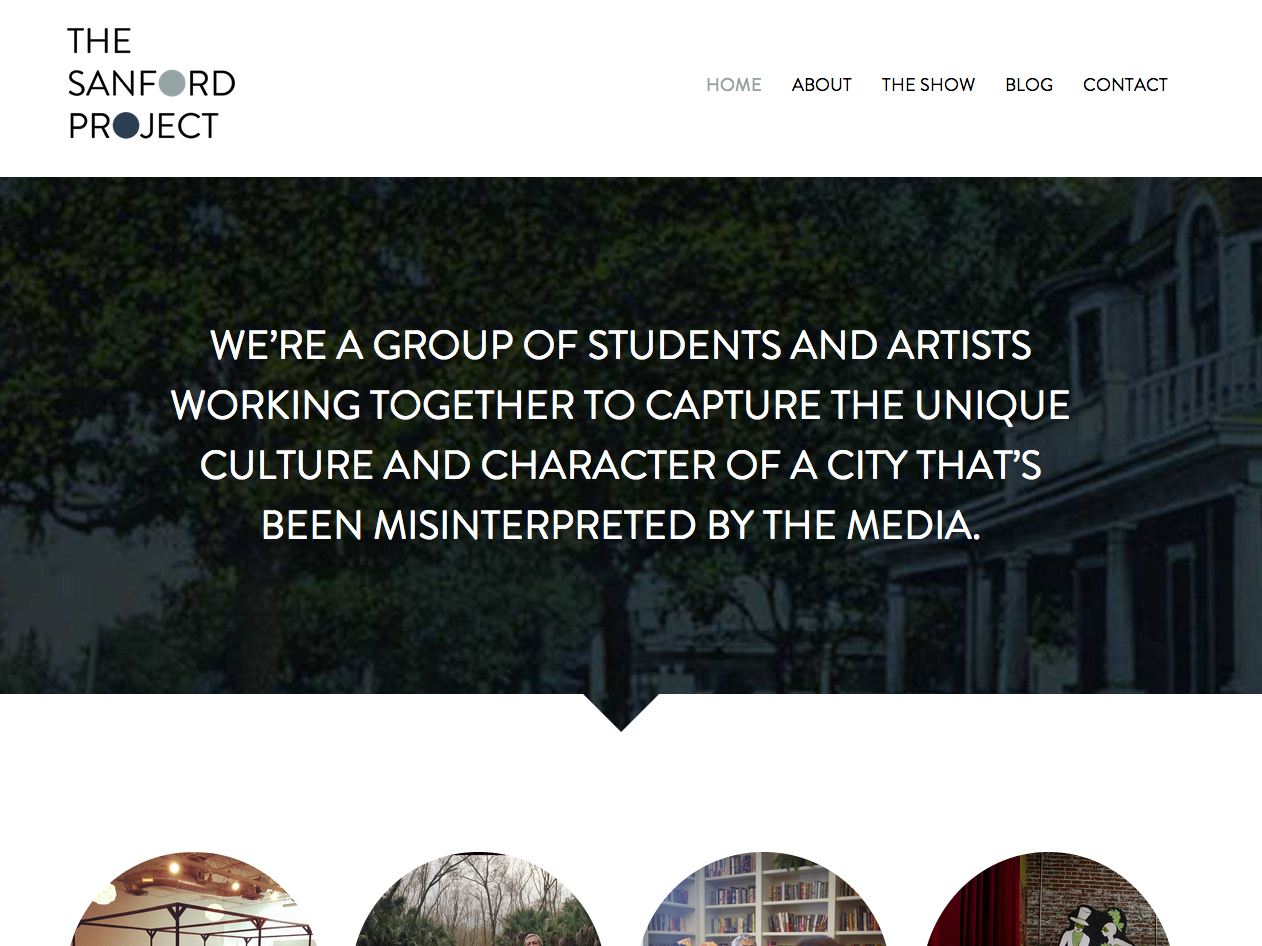 THE
SANFORD
PROJECT
HOME ABOUT THE SHOW BLOG CONTACT
WE’RE A GROUP OF STUDENTS AND ARTISTS
WORKING TOGETHER TO CAPTURE THE UNIQUE
CULTURE AND CHARACTER OF A CITY THAT’S
BEEN MISINTERPRETED BY THE MEDIA.